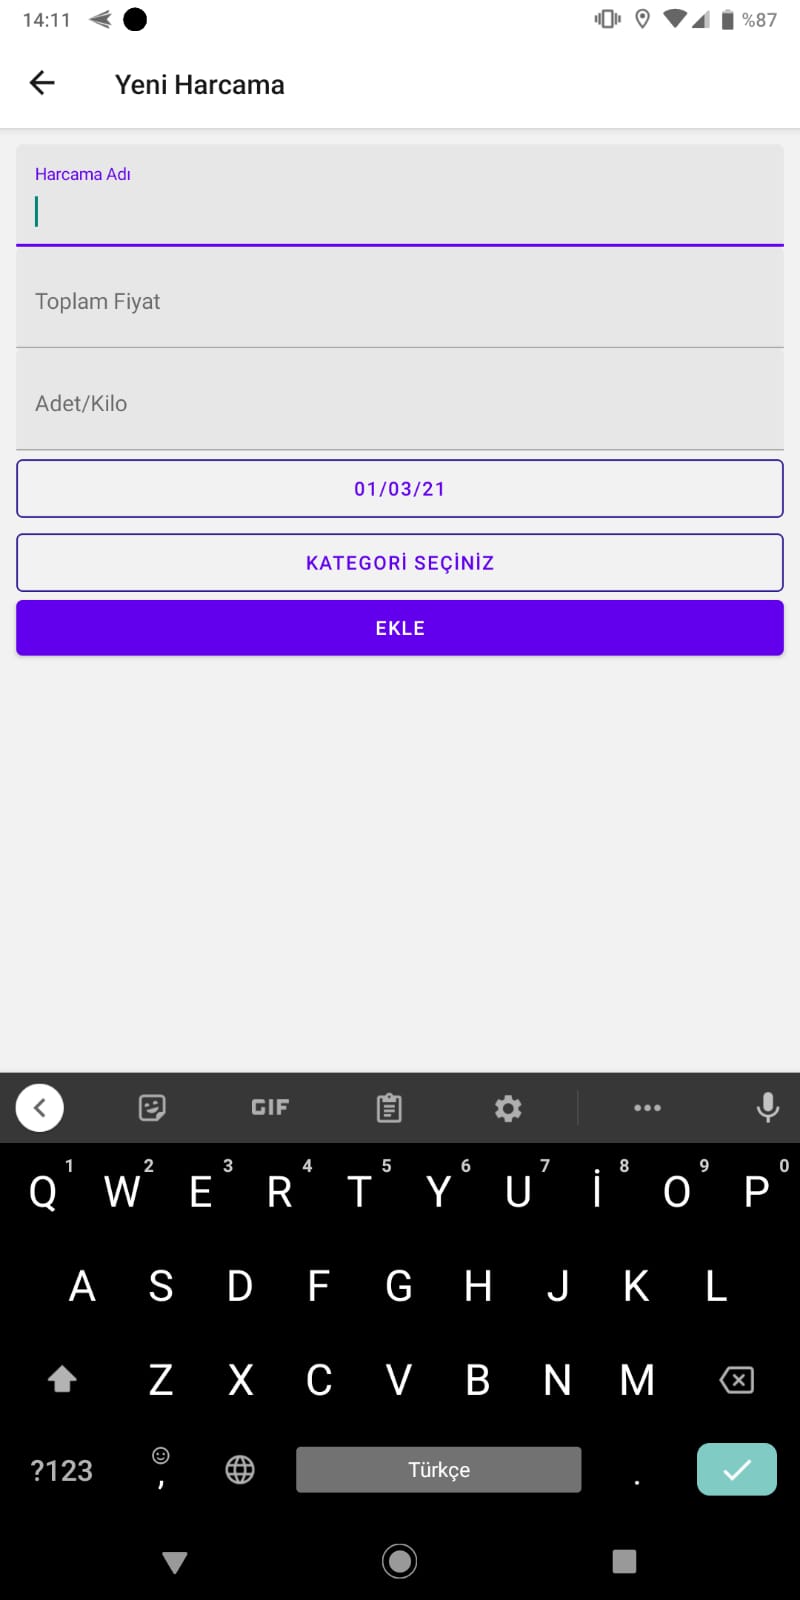 14:11 %87
Yeni Harcama
Harcama Adı
Toplam Fiyat
Adet/Kilo
01/03/21
KATEGORİ SEÇİNİZ
EKLE
GIF
1 2 3 4 5 6 7 8 9 0
Q W E R T Y U İ O P
A S D F G H J K L
Z X C V B N M
?123 , Türkçe .